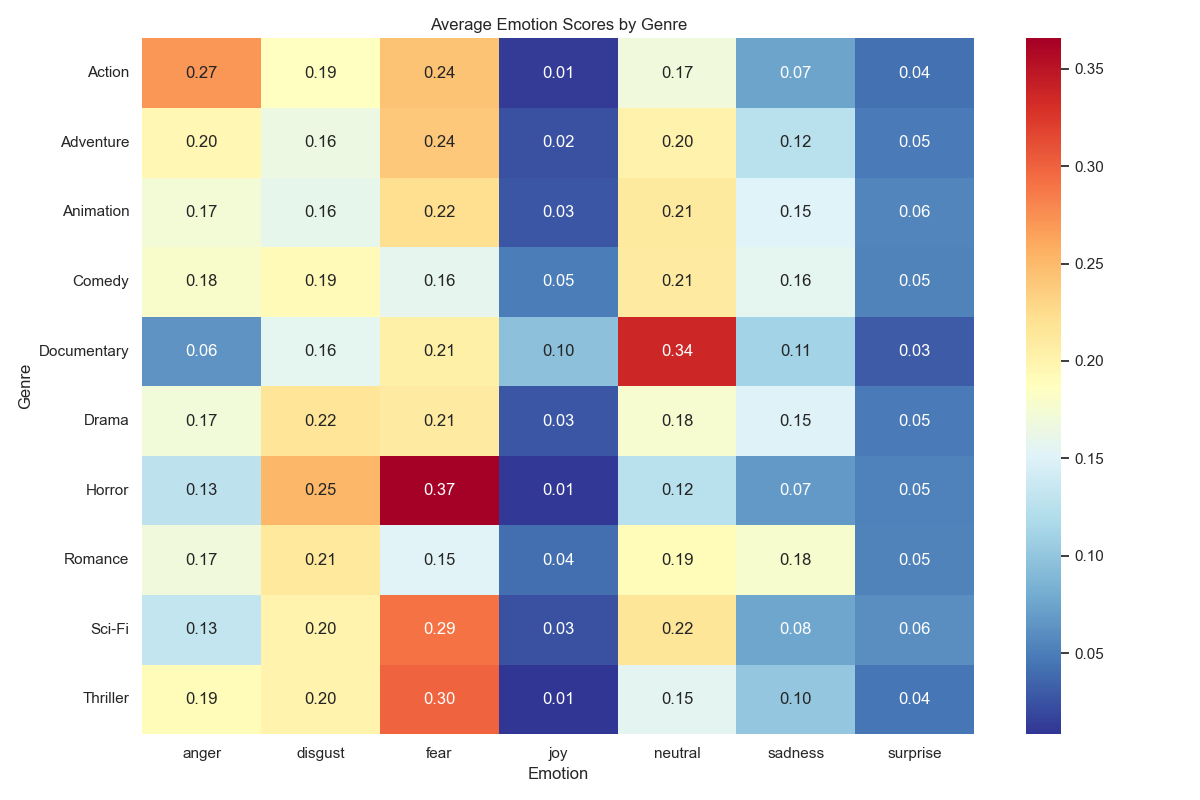 Average Emotion Scores by Genre
Action 0.27 0.19 0.24 0.01 0.17 0.07 0.04
Adventure 0.20 0.16 0.24 0.02 0.20 0.12 0.05
Animation 0.17 0.16 0.22 0.03 0.21 0.15 0.06
Comedy 0.18 0.19 0.16 0.05 0.21 0.16 0.05
Documentary 0.06 0.16 0.21 0.10 0.34 0.11 0.03
Drama 0.17 0.22 0.21 0.03 0.18 0.15 0.05
Horror 0.13 0.25 0.37 0.01 0.12 0.07 0.05
Romance 0.17 0.21 0.15 0.04 0.19 0.18 0.05
Sci-Fi 0.13 0.20 0.29 0.03 0.22 0.08 0.06
Thriller 0.19 0.20 0.30 0.01 0.15 0.10 0.04
anger disgust fear joy neutral sadness surprise
Emotion
Genre
0.35
0.30
0.25
0.20
0.15
0.10
0.05